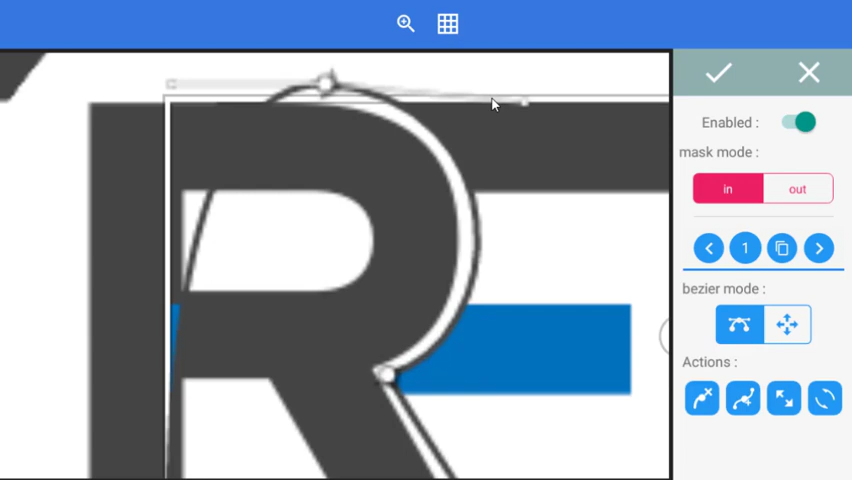 R
Enabled :
mask mode :
in out
1
bezier mode :
Actions :